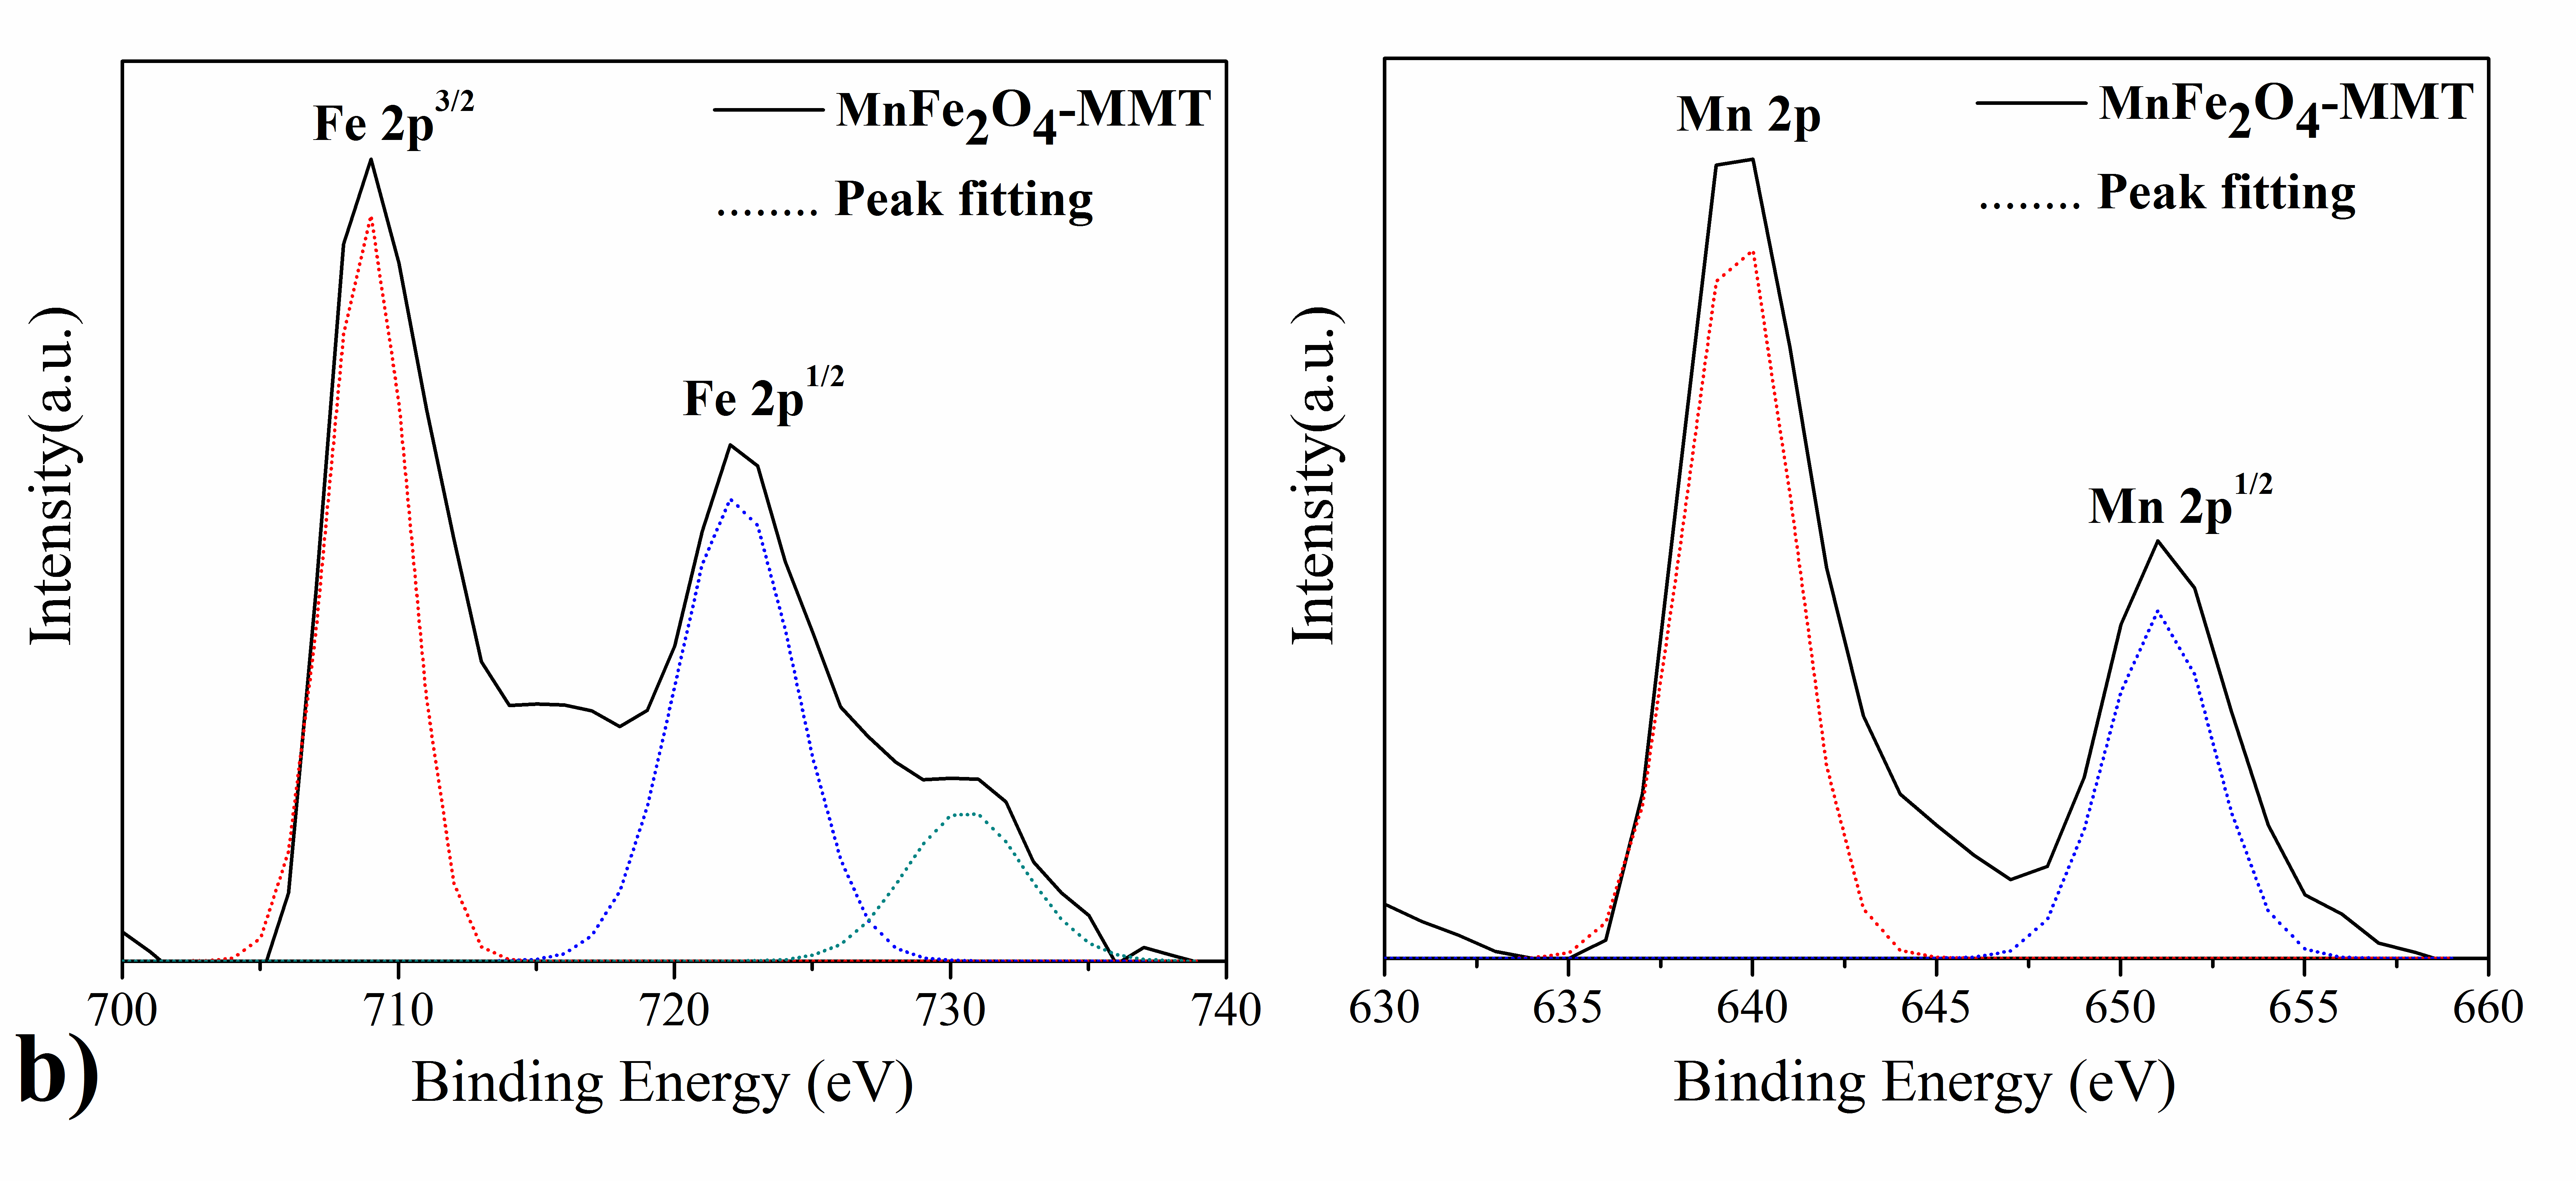 Fe 2p3/2
MnFe2O4-MMT
Peak fitting
Fe 2p1/2
Intensity(a.u.)
700 710 720 730 740
Binding Energy (eV)
Mn 2p
MnFe2O4-MMT
Peak fitting
Mn 2p1/2
Intensity(a.u.)
630 635 640 645 650 655 660
Binding Energy (eV)
b)